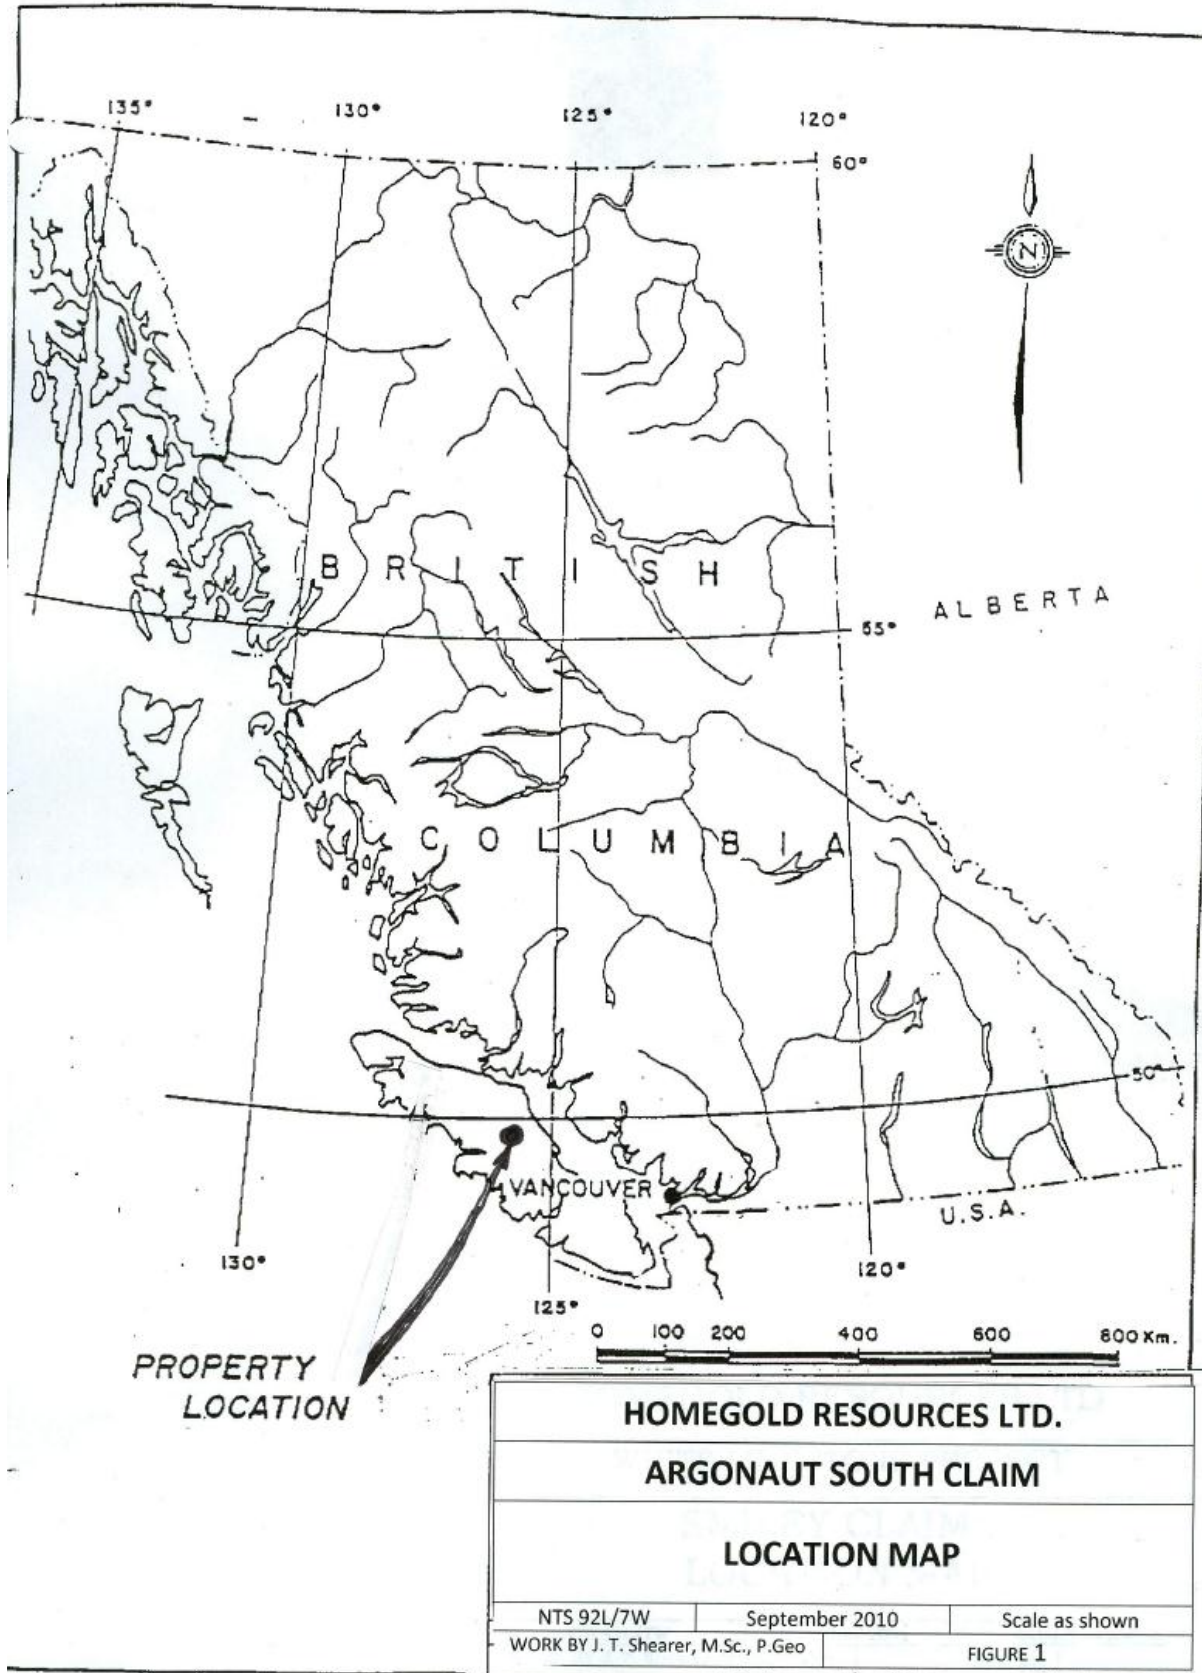 135°
130°
125°
120°
60°
N
BRITISH
ALBERTA
55°
COLUMBIA
50°
VANCOUVER
U.S.A.
130°
120°
125°
0 100 200 400 600 800 Km.
PROPERTY
LOCATION
HOMEGOLD RESOURCES LTD.
ARGONAUT SOUTH CLAIM
LOCATION MAP
NTS 92L/7W September 2010 Scale as shown
WORK BY J. T. Shearer, M.Sc., P.Geo FIGURE 1